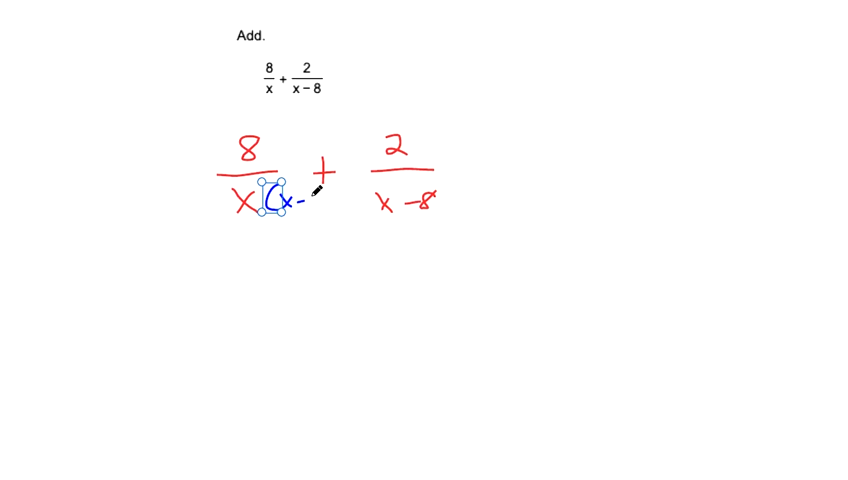 Add.
8/x + 2/(x – 8)
8/x(x- + 2/x-8